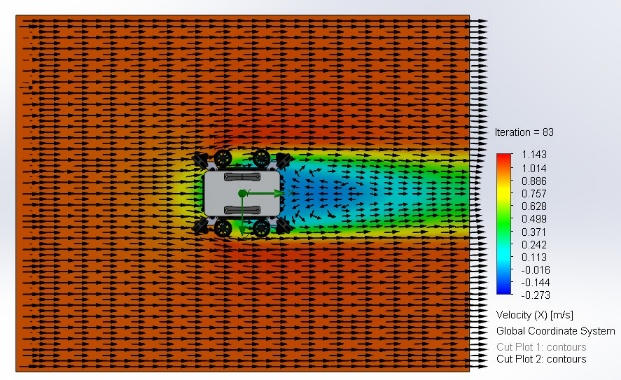 Iteration = 83
1.143
1.014
0.886
0.757
0.628
0.499
0.371
0.242
0.113
-0.016
-0.144
-0.273
Velocity (X) [m/s]
Global Coordinate System
Cut Plot 1: contours
Cut Plot 2: contours